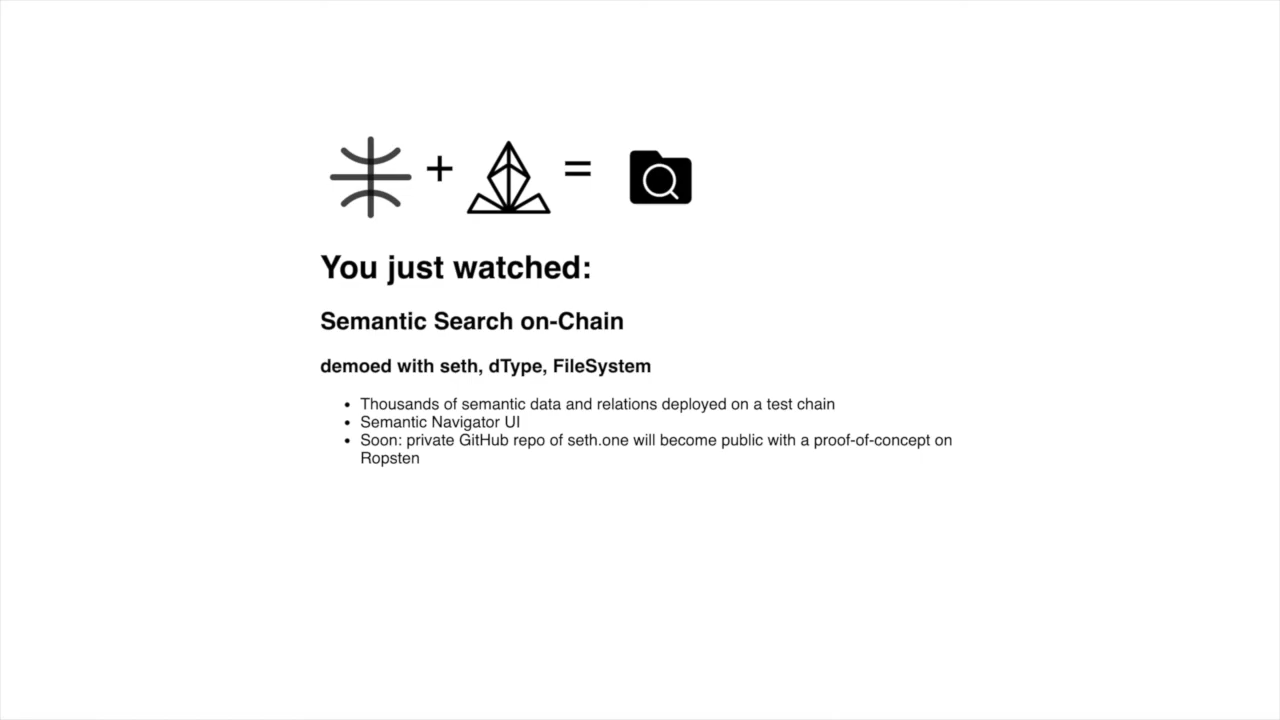 + =
You just watched:
Semantic Search on-Chain
demoed with seth, dType, FileSystem
• Thousands of semantic data and relations deployed on a test chain
• Semantic Navigator UI
• Soon: private GitHub repo of seth.one will become public with a proof-of-concept on
Ropsten